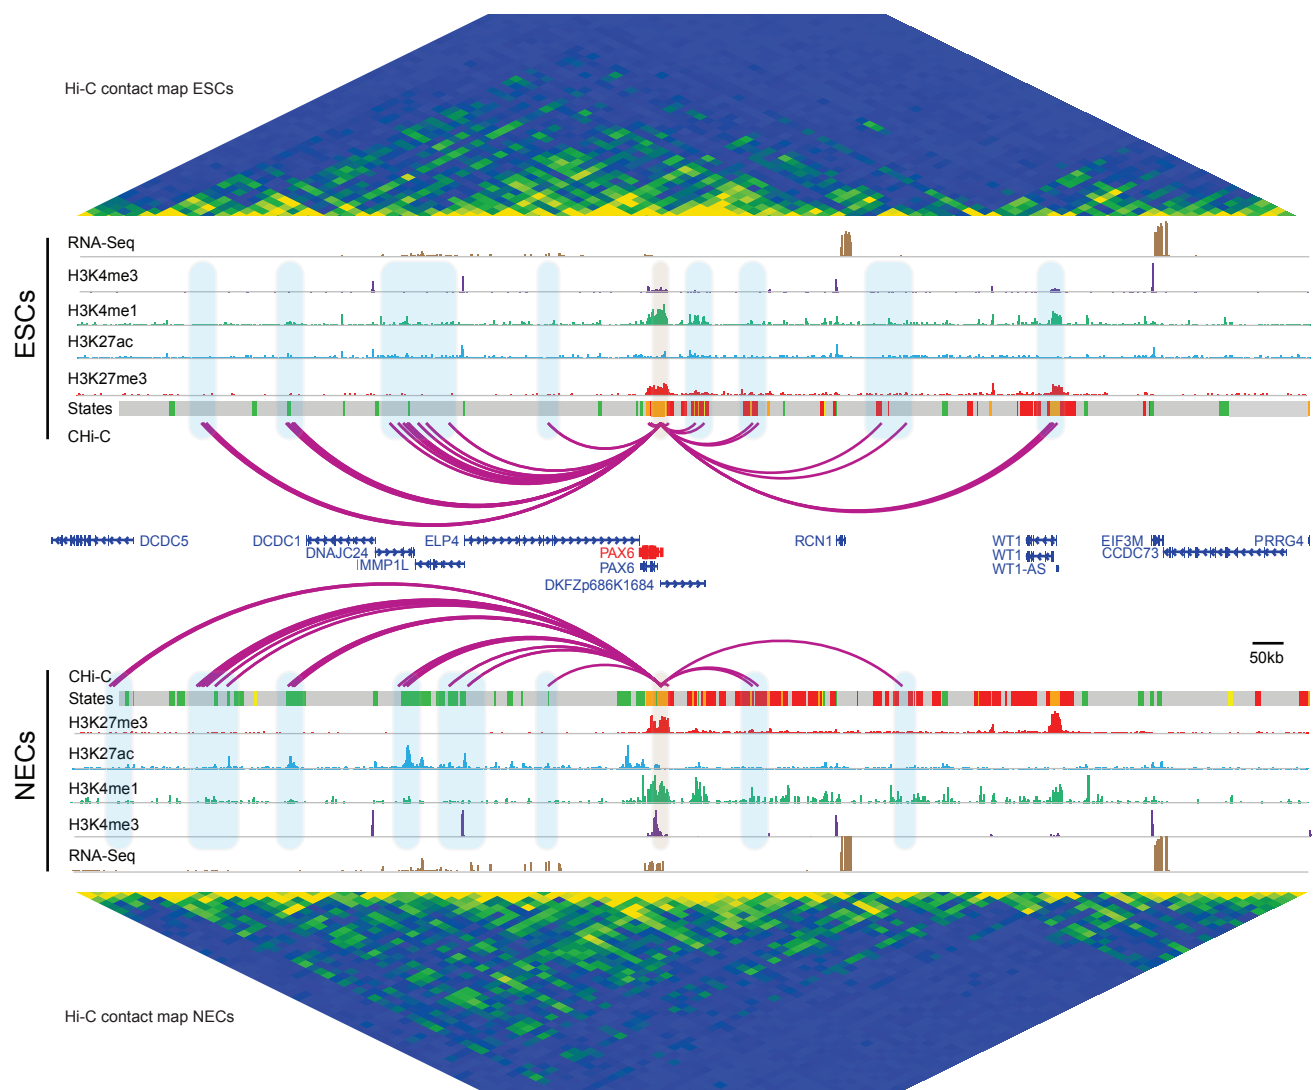 Hi-C contact map ESCs
ESCs
RNA-Seq
H3K4me3
H3K4me1
H3K27ac
H3K27me3
States
CHi-C
DCDC5 DCDC1 ELP4 RCN1 WT1 EIF3M PRRG4
DNAJC24 PAX6 WT1 CCDC73
MMP1L PAX6 WT1-AS
DKFZp686K1684
50kb
NECs
CHi-C
States
H3K27me3
H3K27ac
H3K4me1
H3K4me3
RNA-Seq
Hi-C contact map NECs